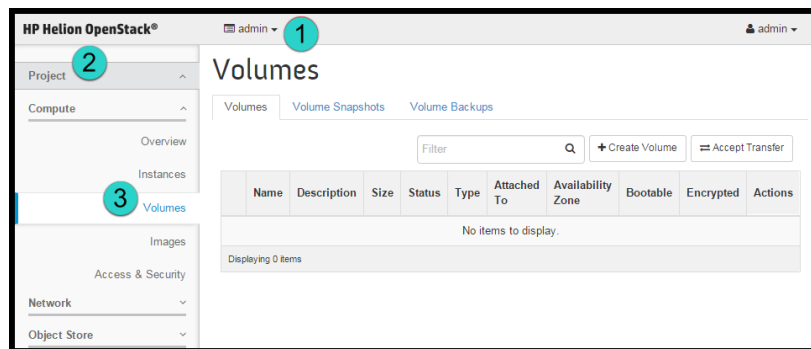 HP Helion OpenStack®
admin
1
admin
2
Project
Compute
Overview
Instances
3
Volumes
Images
Access & Security
Network
Object Store
Volumes
Volumes Volume Snapshots Volume Backups
Filter
Create Volume
Accept Transfer
Name Description Size Status Type Attached To Availability Zone Bootable Encrypted Actions
No items to display.
Displaying 0 items